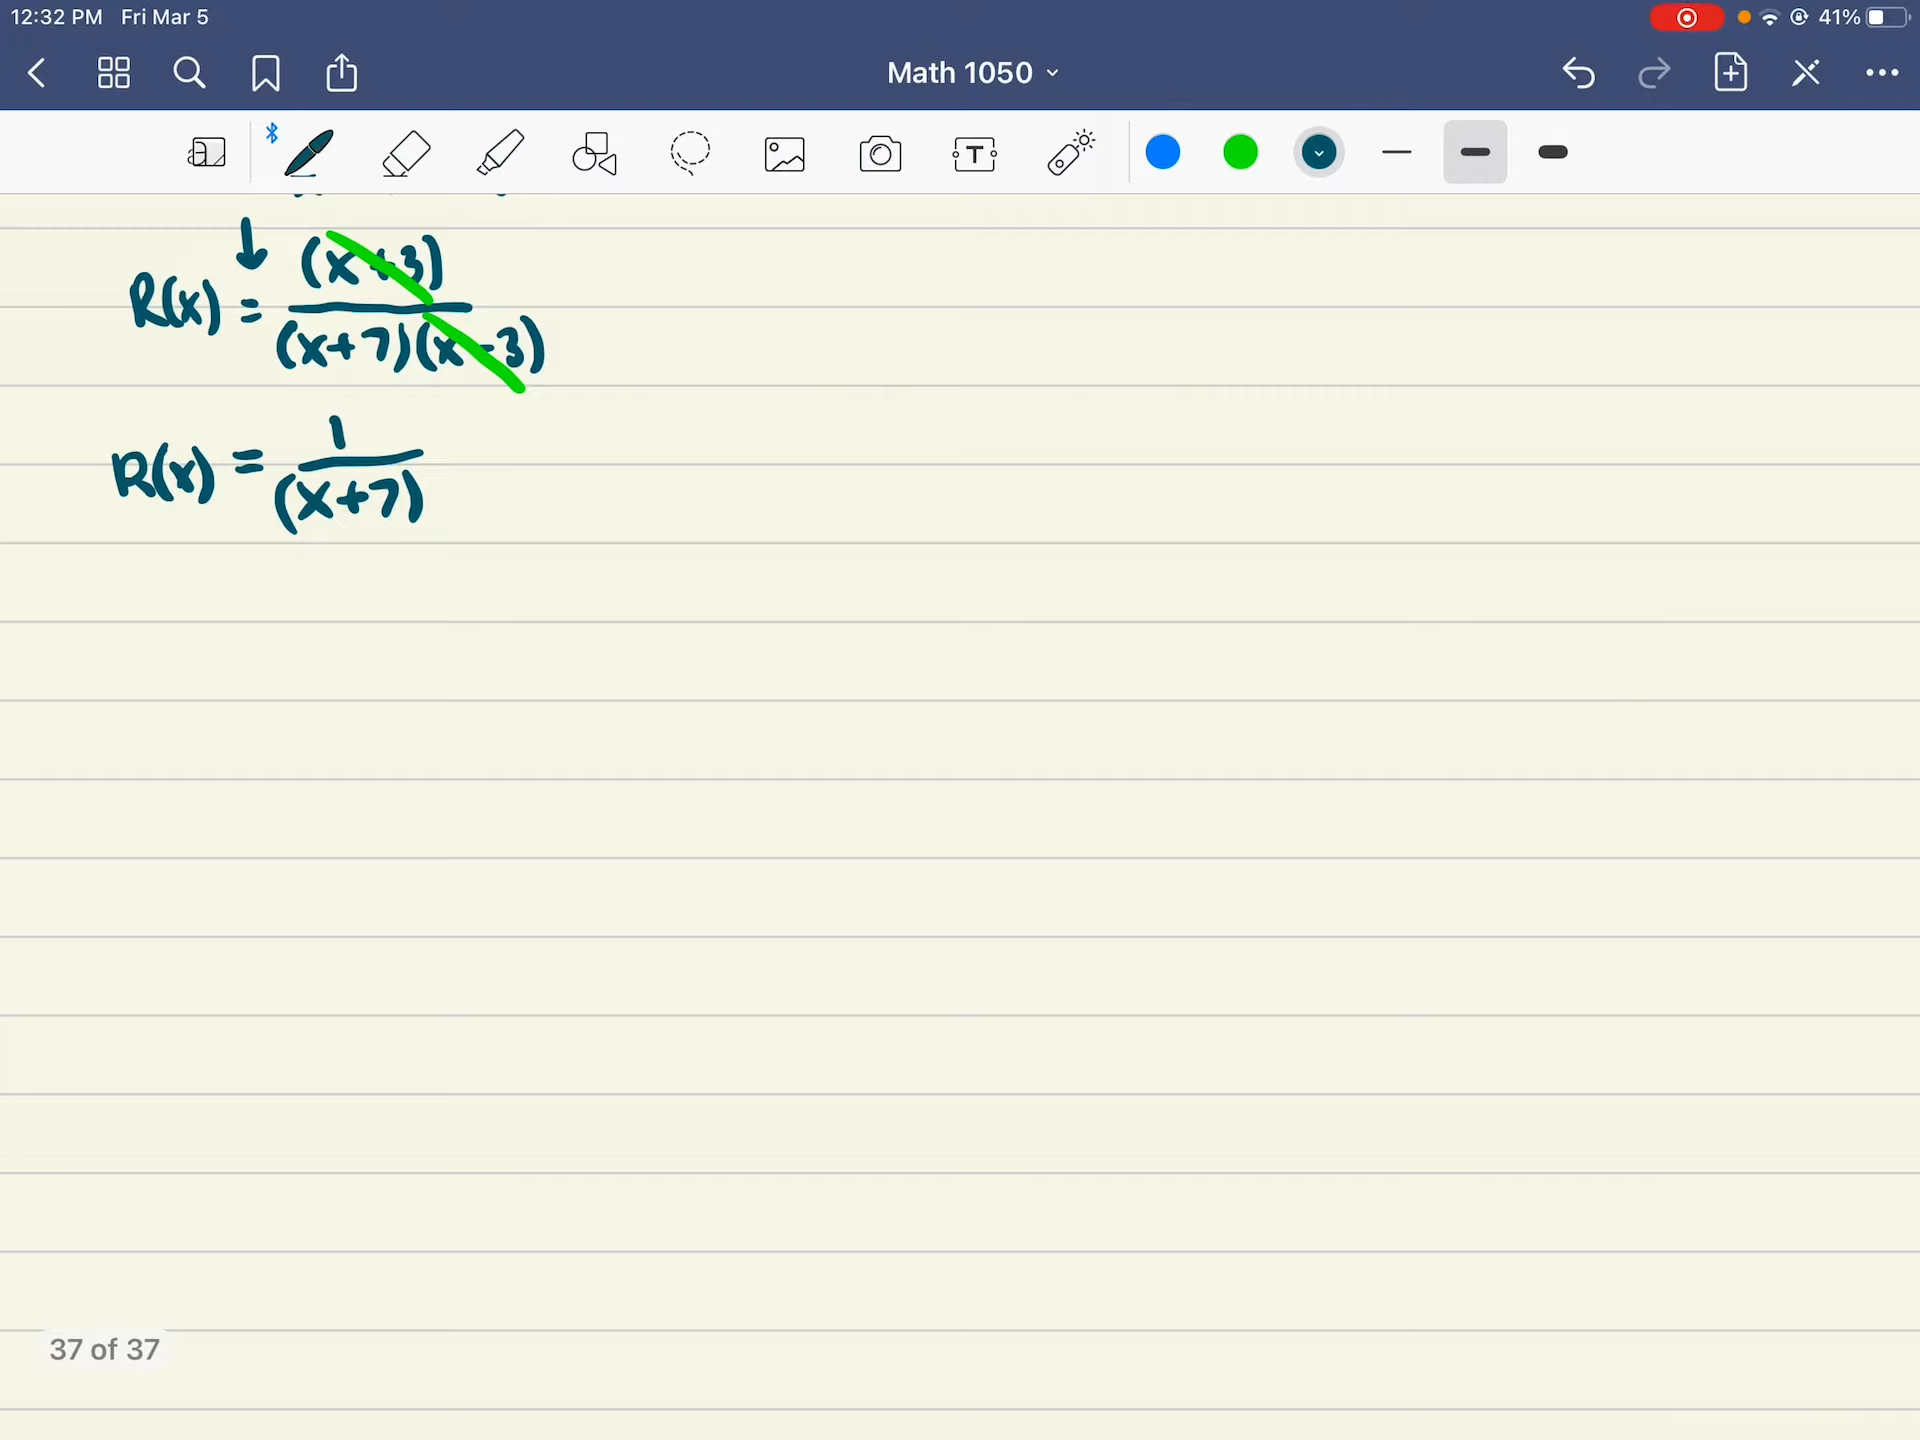 12:32 PM Fri Mar 5
41%
Math 1050
T
R(x) = (x+3)
(x+7)(x-3)
R(x) = 1
(x+7)
37 of 37